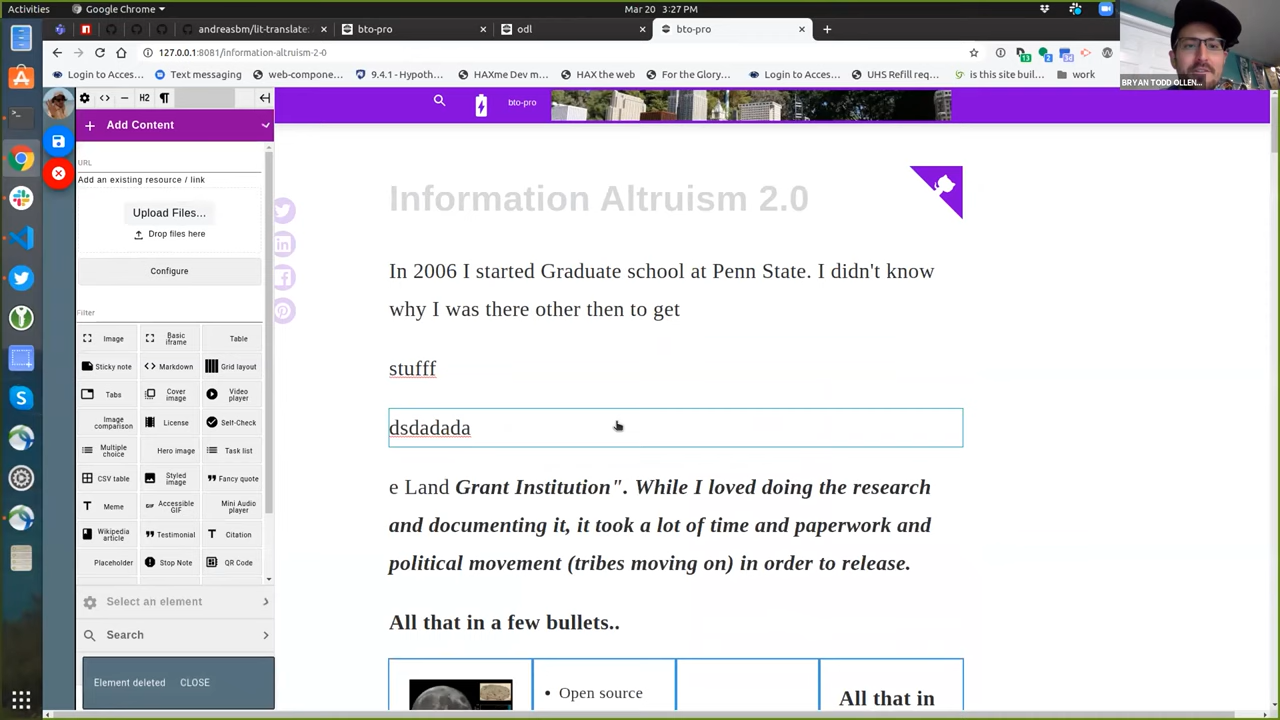 Activities
Google Chrome
Mar 20 3:27 PM
andreasbm/lit-translate:
bto-pro
odl
bto-pro
127.0.0.1:8081/information-altruism-2-0
Login to Acces...
Text messaging
web-compone...
9.4.1 - Hypoth...
HAXme Dev m...
HAX the web
For the Glory...
Login to Acces...
UHS Refill requ...
is this site buil...
work
BRYAN TODD OLLEN...
H2
bto-pro
Add Content
URL
Add an existing resource / link
Upload Files...
Drop files here
Configure
Filter
Image
Basic iframe
Table
Sticky note
Markdown
Grid layout
Tabs
Cover image
Video player
Image comparison
License
Self-Check
Multiple choice
Hero image
Task list
CSV table
Styled image
Fancy quote
Meme
Accessible GIF
Mini Audio player
Wikipedia article
Testimonial
Citation
Placeholder
Stop Note
QR Code
Select an element
Search
Element deleted CLOSE
Information Altruism 2.0
In 2006 I started Graduate school at Penn State. I didn't know
why I was there other then to get
stufff
dsdadada
e Land Grant Institution". While I loved doing the research
and documenting it, it took a lot of time and paperwork and
political movement (tribes moving on) in order to release.
All that in a few bullets..
Open source
All that in